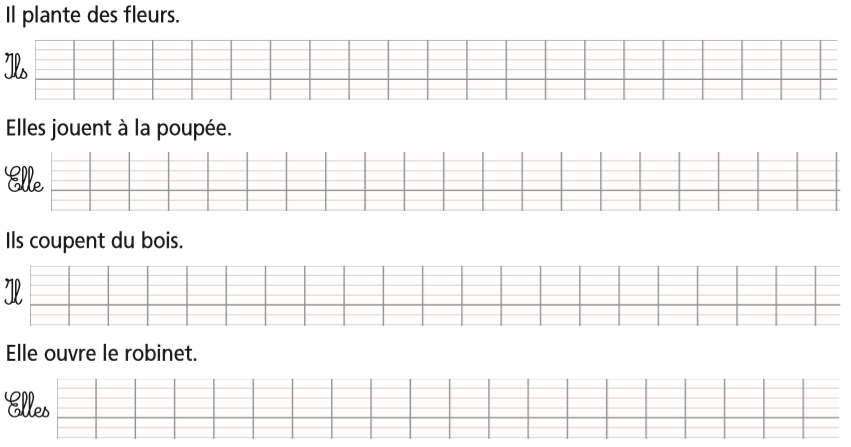 Il plante des fleurs.
Ils
Elles jouent à la poupée.
Elle
Ils coupent du bois.
Il
Elle ouvre le robinet.
Elles